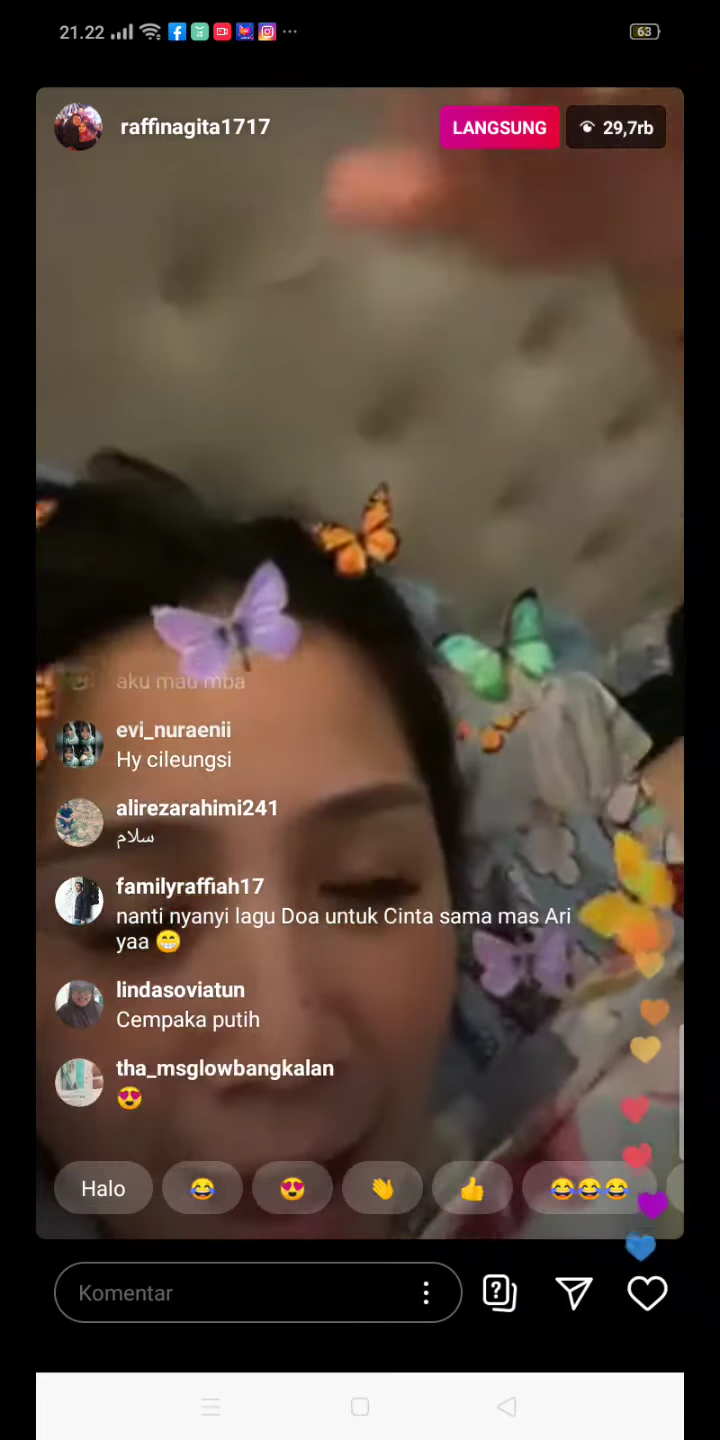 21.22
63
raffinagita1717
LANGSUNG
29,7rb
aku mau mba
evi_nuraenii
Hy cileungsi
alirezarahimi241
سلام
familyraffiah17
nanti nyanyi lagu Doa untuk Cinta sama mas Ari
yaa 😁
lindasoviatun
Cempaka putih
tha_msglowbangkalan
😍
Halo 😂 😍 👋 👍 😂😂😂
Komentar